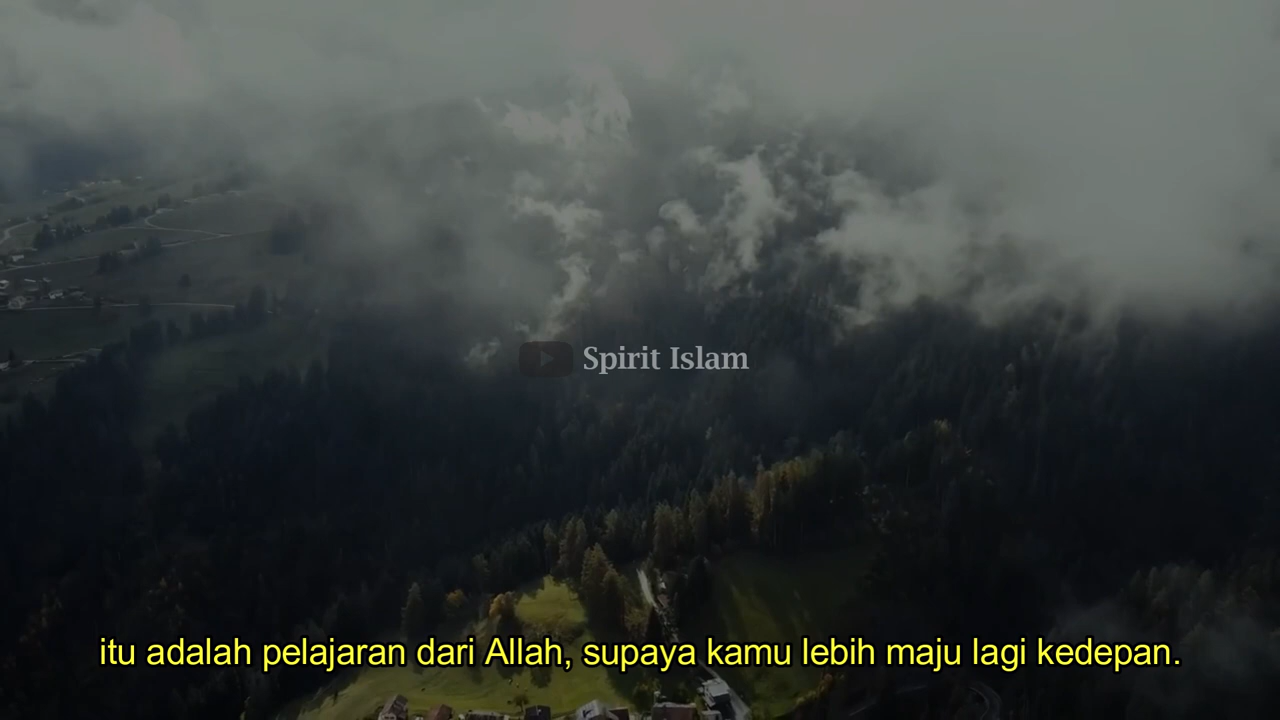 Spirit Islam
itu adalah pelajaran dari Allah, supaya kamu lebih maju lagi kedepan.